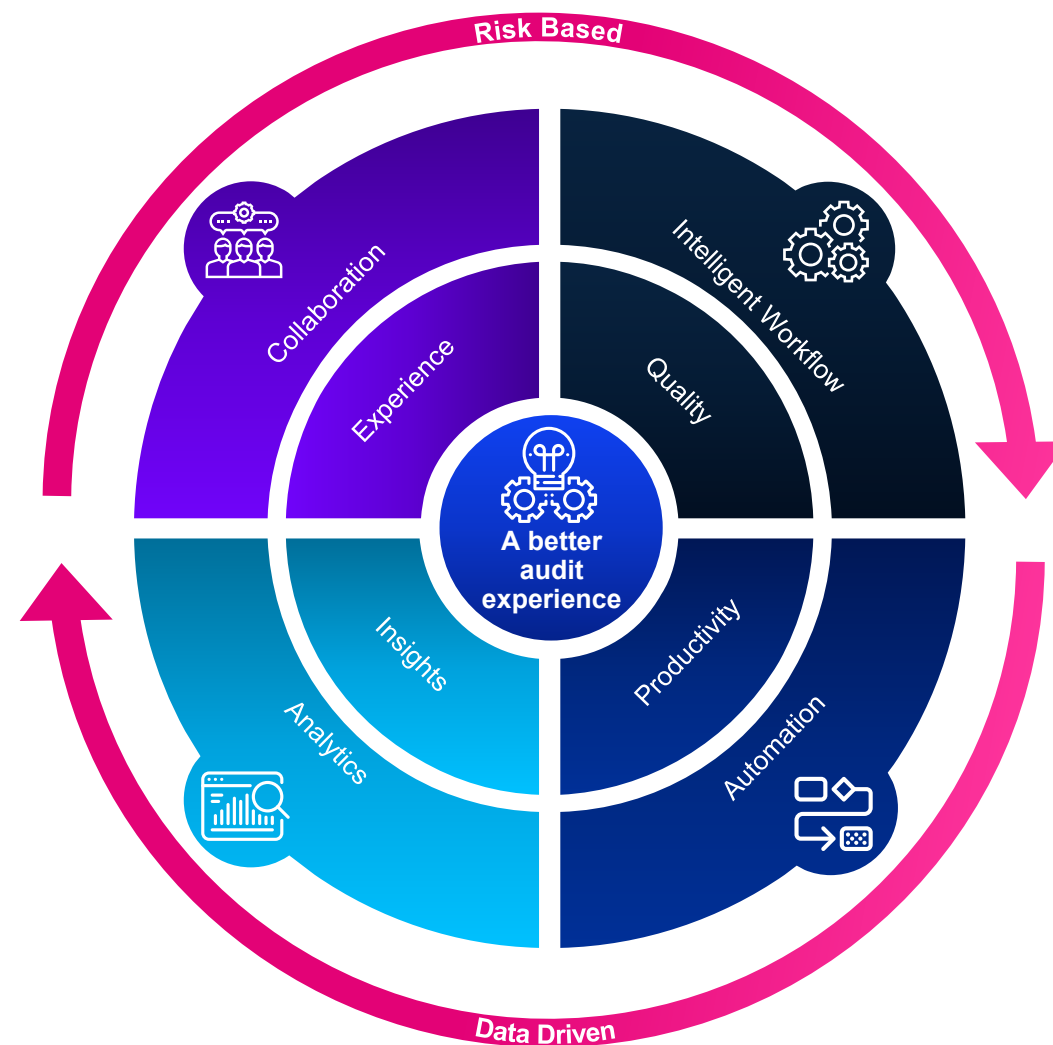 Risk Based
Collaboration
Intelligent Workflow
Experience
Quality
A better
audit
experience
Insights
Productivity
Analytics
Automation
Data Driven